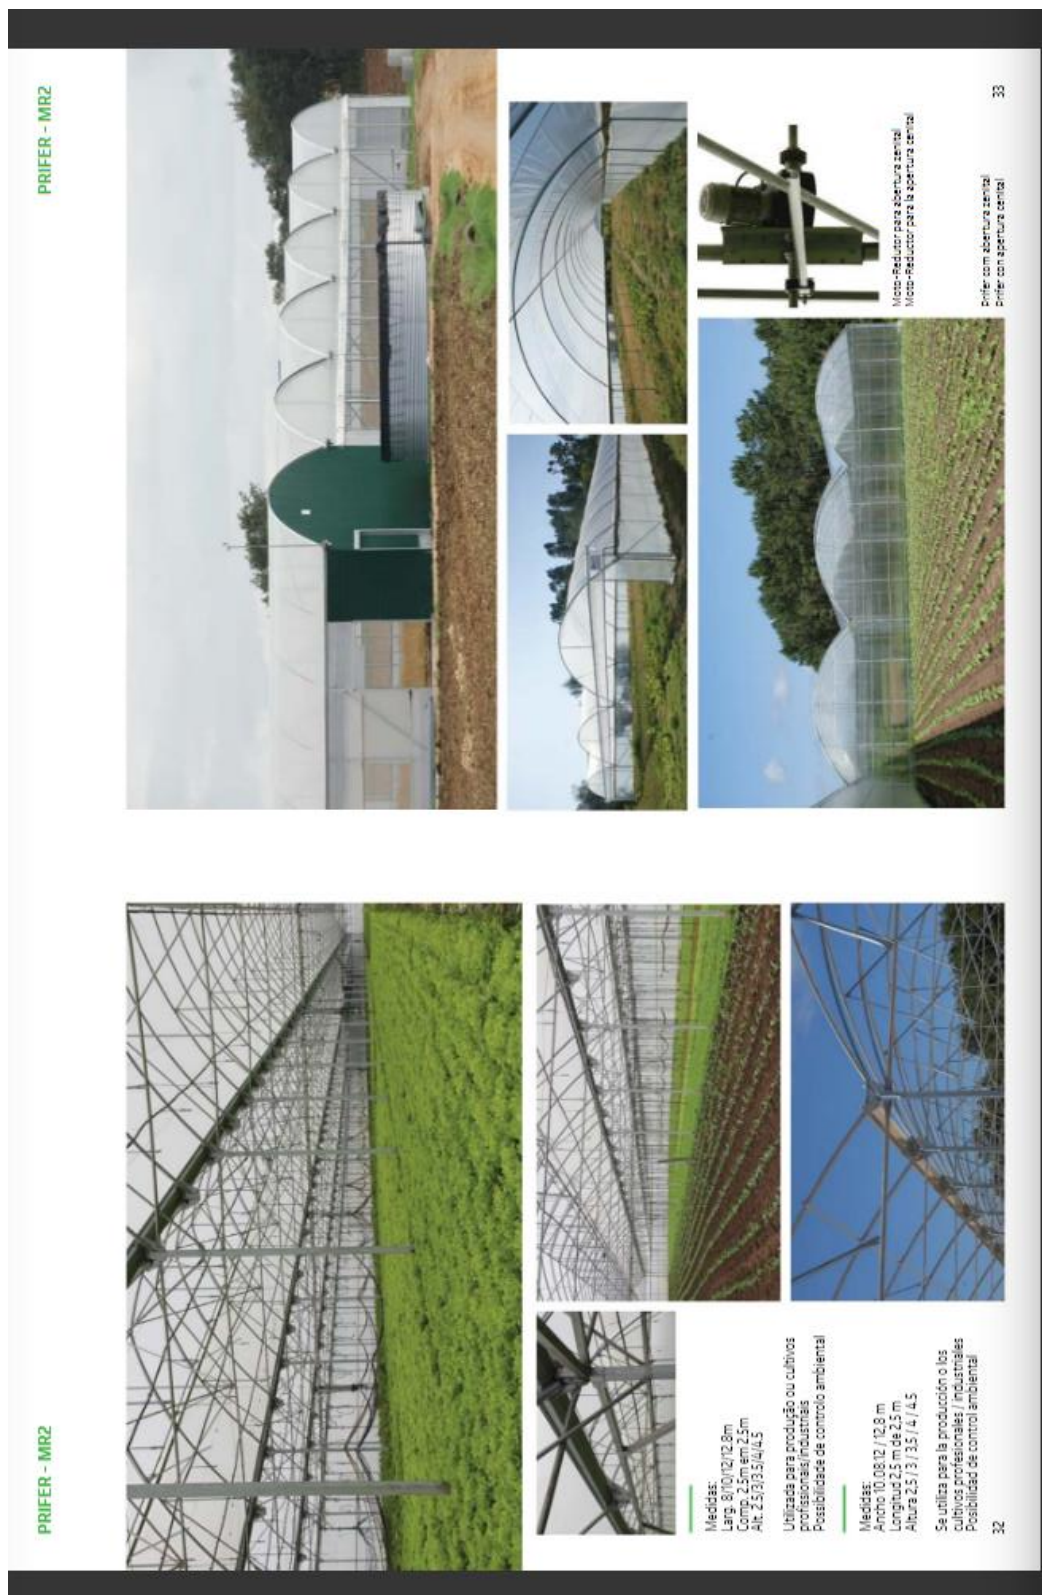 PRIFER - MR2
Medidas:
Larg. 8/10/12/12.8m
Comp. 2.5m em 2.5m
Alt. 2.5/3/3.5/4/4.5
Utilizada para produção ou cultivos
profissionais/industriais
Possibilidade de controlo ambiental
Medidas:
Ancho 10.08.12 / 12,8 m
Longitud 2,5 m de 2,5 m
Altura 2,5 / 3 / 3,5 / 4 / 4.5
Se utiliza para la producción o los
cultivos profesionales / industriales
Posibilidad de control ambiental
32
PRIFER - MR2
Moto-Redutor para abertura zenital
Moto-Reductor para la apertura cenital
Prifer com abertura zenital
Prifer con apertura cenital
33